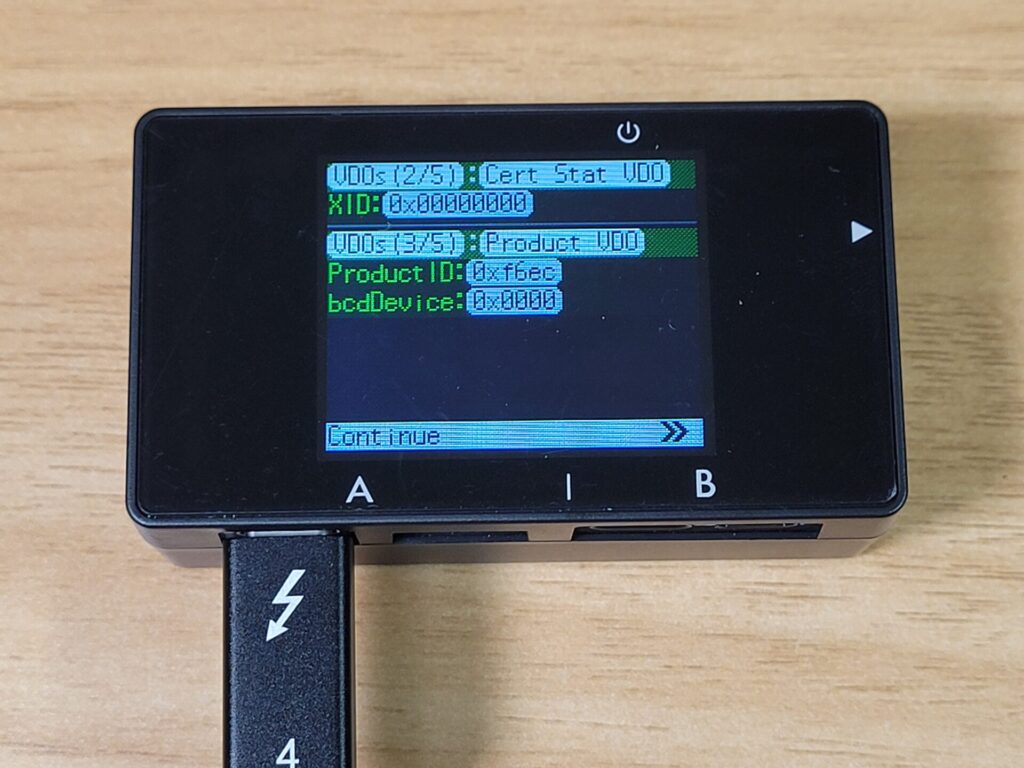 VDOs(2/5):Cert Stat VDO
XID:0x00000000
VDOs(3/5):Product VDO
ProductID:0xf6ec
bcdDevice:0x0000
Continue
A | B
4